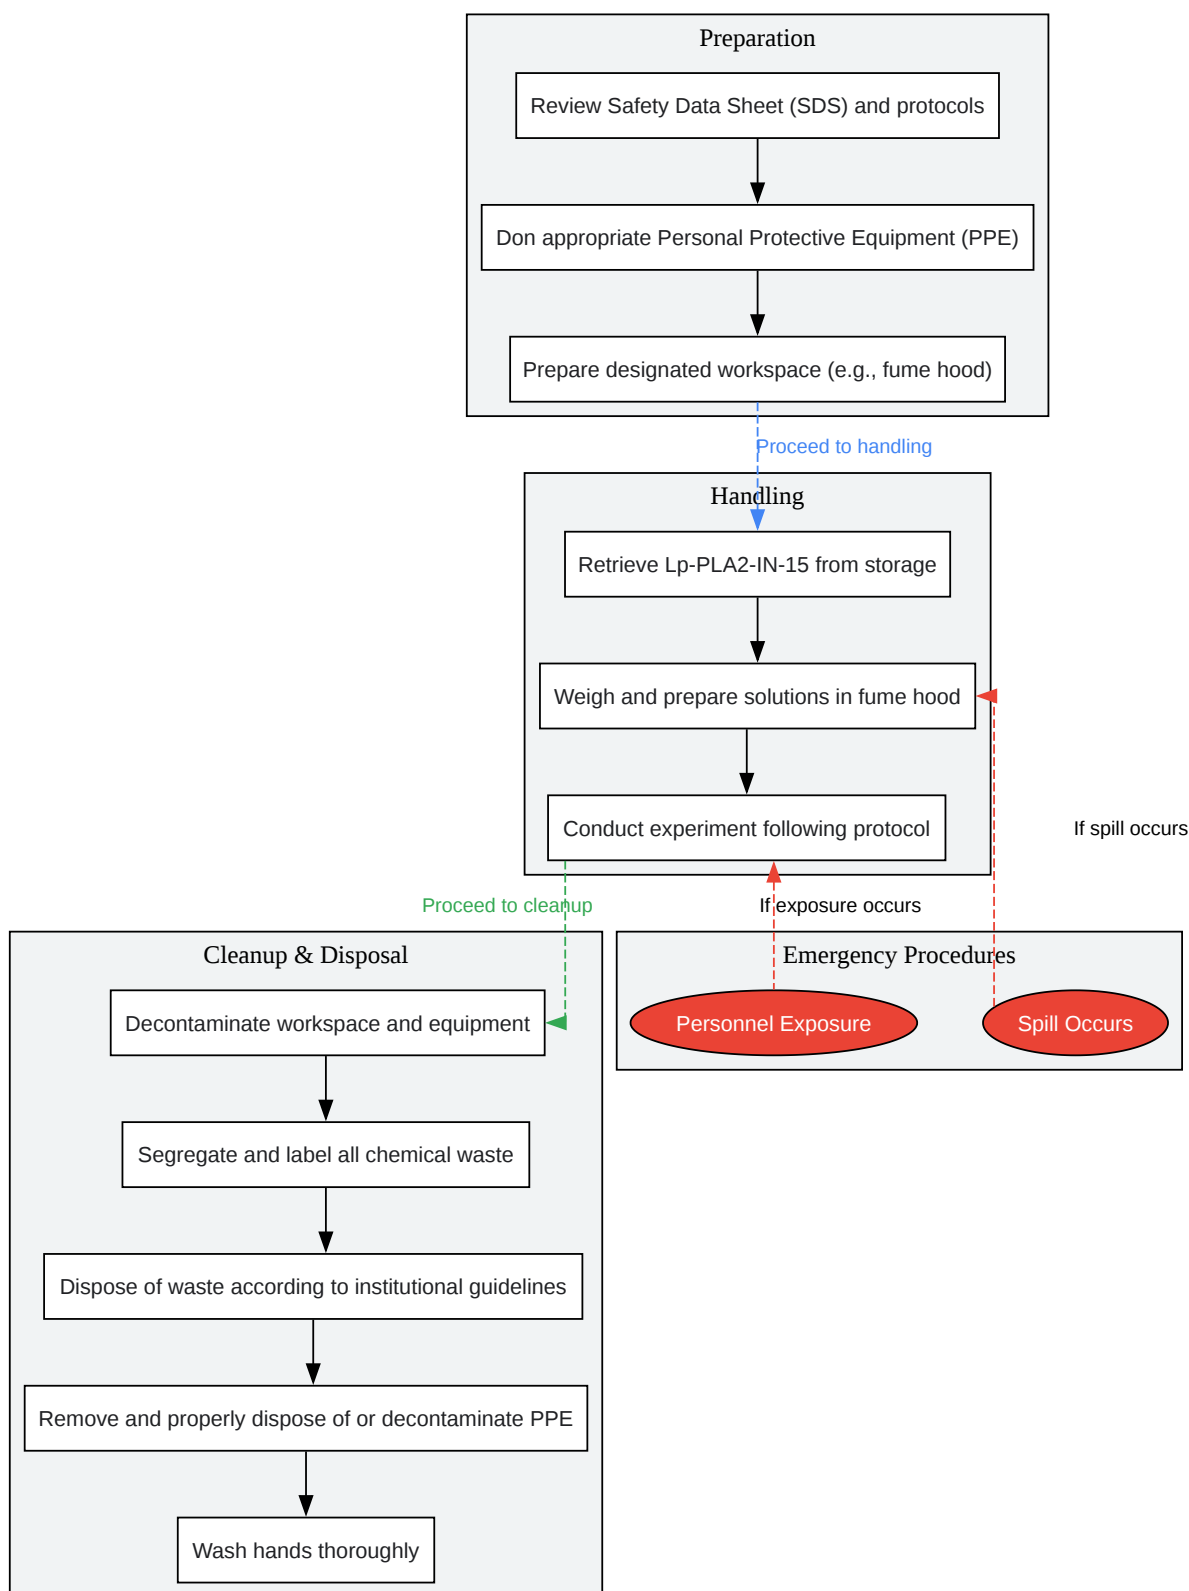 Preparation
Review Safety Data Sheet (SDS) and protocols
Don appropriate Personal Protective Equipment (PPE)
Prepare designated workspace (e.g., fume hood)
Proceed to handling
Handling
Retrieve Lp-PLA2-IN-15 from storage
Weigh and prepare solutions in fume hood
Conduct experiment following protocol
If spill occurs
Proceed to cleanup
If exposure occurs
Cleanup & Disposal
Decontaminate workspace and equipment
Segregate and label all chemical waste
Dispose of waste according to institutional guidelines
Remove and properly dispose of or decontaminate PPE
Wash hands thoroughly
Emergency Procedures
Personnel Exposure
Spill Occurs